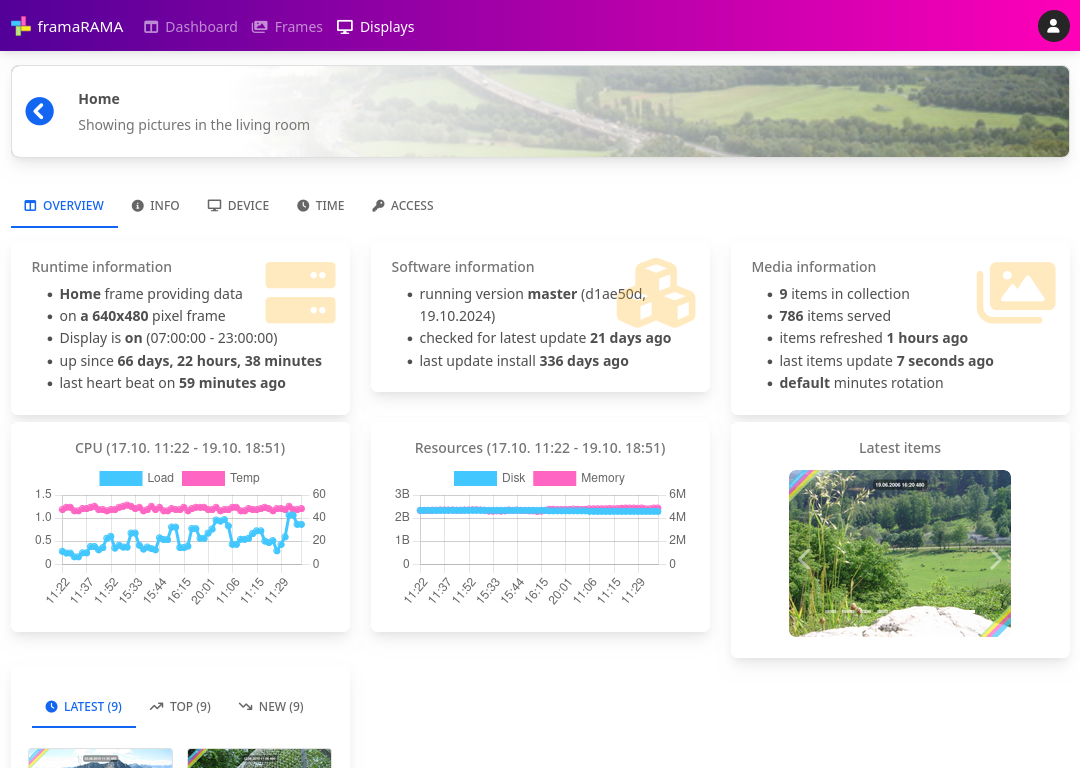 framaRAMA
Dashboard
Frames
Displays
Home
Showing pictures in the living room
OVERVIEW
INFO
DEVICE
TIME
ACCESS
Runtime information
Home frame providing data
on a 640x480 pixel frame
Display is on (07:00:00 - 23:00:00)
up since 66 days, 22 hours, 38 minutes
last heart beat on 59 minutes ago
Software information
running version master (d1ae50d,
19.10.2024)
checked for latest update 21 days ago
last update install 336 days ago
Media information
9 items in collection
786 items served
items refreshed 1 hours ago
last items update 7 seconds ago
default minutes rotation
CPU (17.10. 11:22 - 19.10. 18:51)
Load
Temp
1.5
1.0
0.5
0
60
40
20
0
11:22
11:37
11:52
15:33
15:44
16:15
20:01
11:06
11:15
11:29
Resources (17.10. 11:22 - 19.10. 18:51)
Disk
Memory
3B
2B
1B
0
6M
4M
2M
0
11:22
11:37
11:52
15:33
15:44
16:15
20:01
11:06
11:15
11:29
Latest items
19.06.2006 16:20 480
LATEST (9)
TOP (9)
NEW (9)